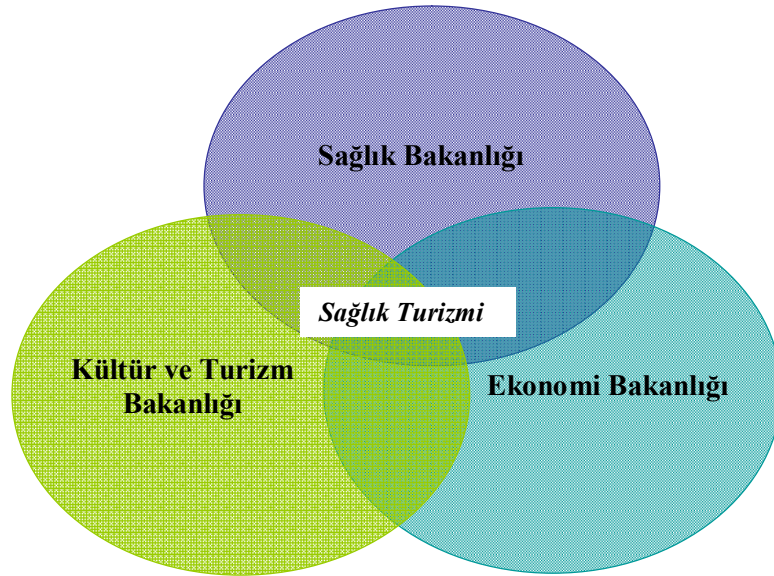 Sağlık Bakanlığı
Sağlık Turizmi
Kültür ve Turizm
Bakanlığı
Ekonomi Bakanlığı